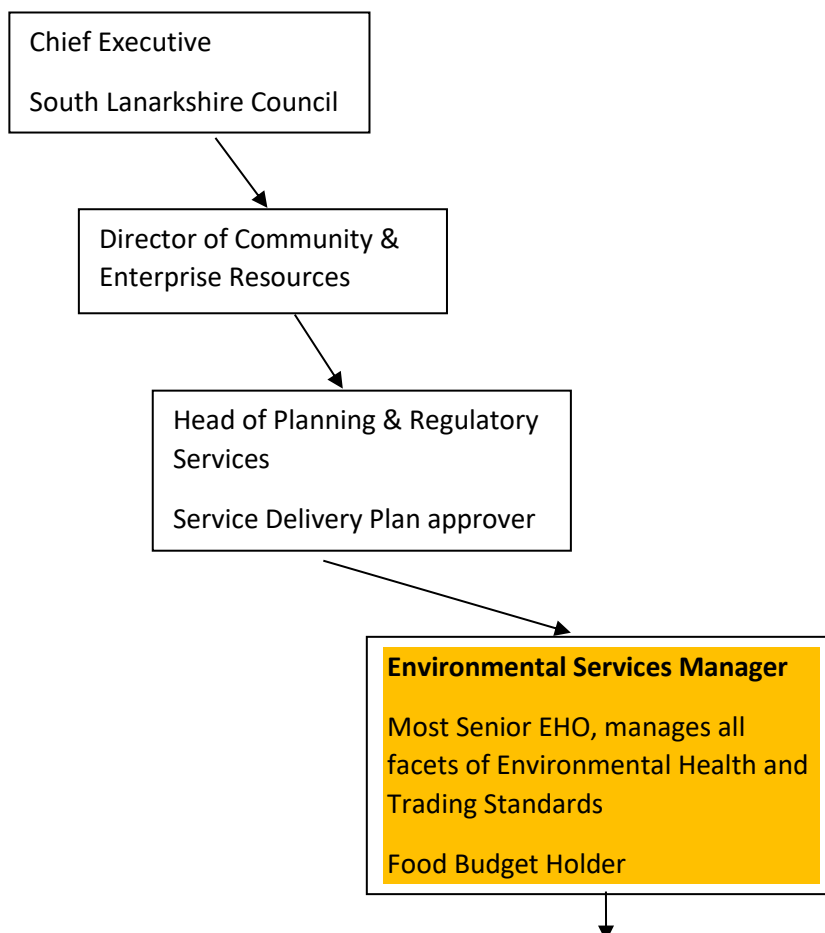 Chief Executive
South Lanarkshire Council
Director of Community &
Enterprise Resources
Head of Planning & Regulatory
Services
Service Delivery Plan approver
Environmental Services Manager
Most Senior EHO, manages all
facets of Environmental Health and
Trading Standards
Food Budget Holder